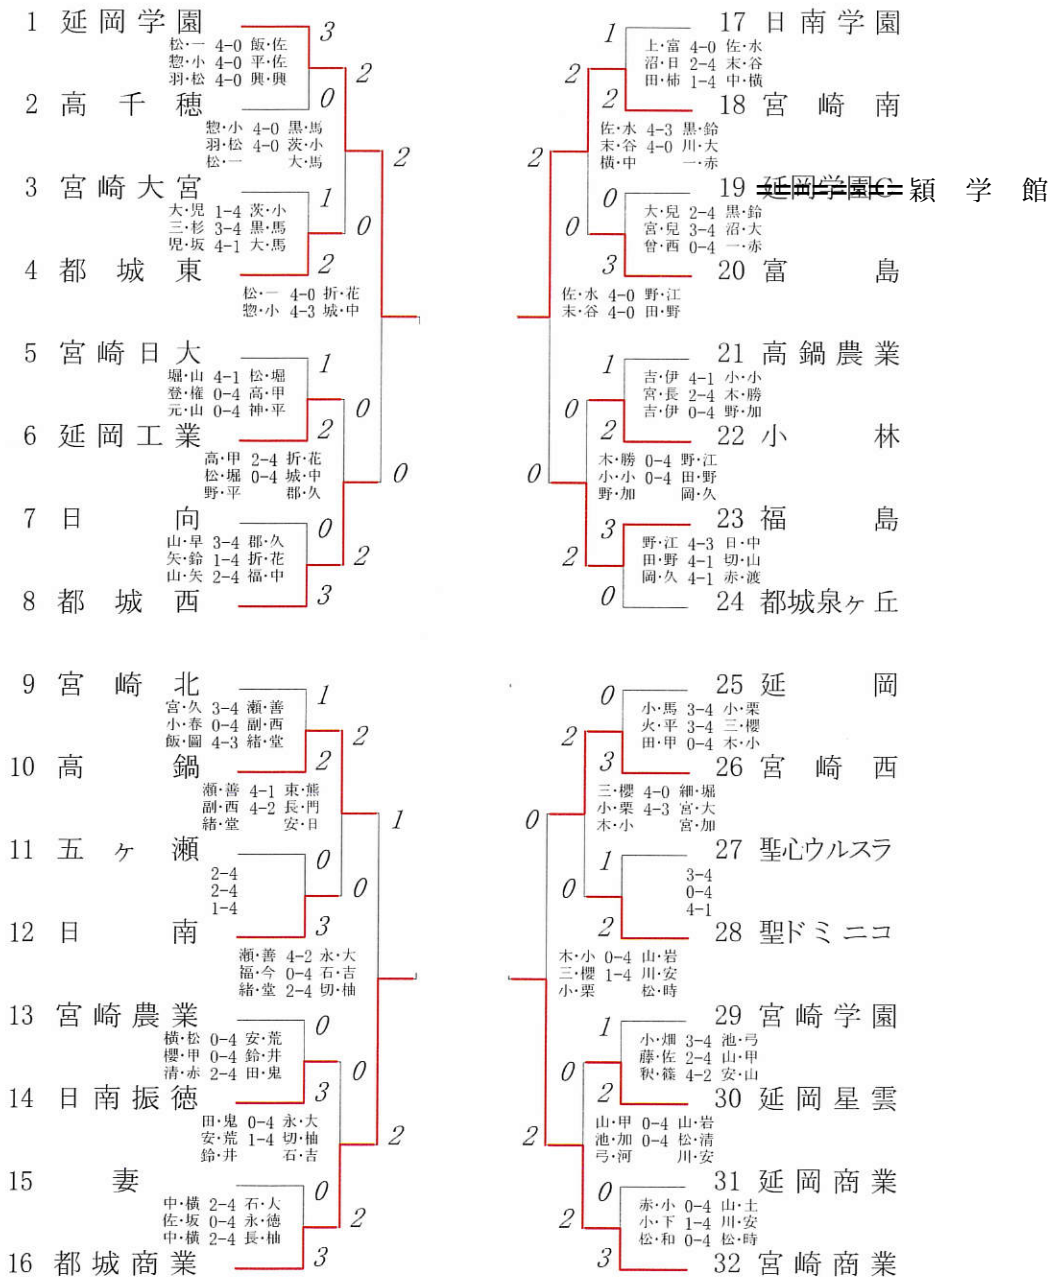 1 延岡学園
3
松・一 4-0 飯・佐
惣・小 4-0 平・佐
羽・松 4-0 興・興
2
2 高千穂
0
惣・小 4-0 黒・馬
羽・松 4-0 茨・小
松・一 大・馬
2
3 宮崎大宮
1
大・児 1-4 茨・小
三・杉 3-4 黒・馬
児・坂 4-1 大・馬
0
4 都城東
2
松・一 4-0 折・花
惣・小 4-3 城・中
5 宮崎日大
1
堀・山 4-1 松・堀
登・権 0-4 高・甲
元・山 0-4 神・平
0
6 延岡工業
2
高・甲 2-4 折・花
松・堀 0-4 城・中
野・平 郡・久
0
7 日向
0
山・早 3-4 郡・久
矢・鈴 1-4 折・花
山・矢 2-4 福・中
2
8 都城西
3
9 宮崎北
1
宮・久 3-4 瀬・善
小・春 0-4 副・西
飯・圖 4-3 緒・堂
2
10 高鍋
2
瀬・善 4-1 東・熊
副・西 4-2 長・門
緒・堂 安・日
1
11 五ヶ瀬
0
2-4
2-4
1-4
0
12 日南
3
瀬・善 4-2 永・大
福・今 0-4 石・吉
緒・堂 2-4 切・柚
13 宮崎農業
0
横・松 0-4 安・荒
櫻・甲 0-4 鈴・井
清・赤 2-4 田・鬼
0
14 日南振徳
3
田・鬼 0-4 永・大
安・荒 1-4 切・柚
鈴・井 石・吉
2
15 妻
0
中・横 2-4 石・大
佐・坂 0-4 永・徳
中・横 2-4 長・柚
2
16 都城商業
3
17 日南学園
1
上・富 4-0 佐・水
沼・日 2-4 末・谷
田・柿 1-4 中・横
2
18 宮崎南
2
佐・水 4-3 黒・鈴
末・谷 4-0 川・大
横・中 一・赤
2
19 延岡学園C 穎学館
0
大・兒 2-4 黒・鈴
宮・兒 3-4 沼・大
曾・西 0-4 一・赤
0
20 富島
3
佐・水 4-0 野・江
末・谷 4-0 田・野
21 高鍋農業
1
吉・伊 4-1 小・小
宮・長 2-4 木・勝
吉・伊 0-4 野・加
0
22 小林
2
木・勝 0-4 野・江
小・小 0-4 田・野
野・加 岡・久
0
23 福島
3
野・江 4-3 日・中
田・野 4-1 切・山
岡・久 4-1 赤・渡
2
24 都城泉ヶ丘
0
25 延岡
0
小・馬 3-4 小・栗
火・平 3-4 三・櫻
田・甲 0-4 木・小
2
26 宮崎西
3
三・櫻 4-0 細・堀
小・栗 4-3 宮・大
木・小 宮・加
0
27 聖心ウルスラ
1
3-4
0-4
4-1
0
28 聖ドミニコ
2
木・小 0-4 山・岩
三・櫻 1-4 川・安
小・栗 松・時
29 宮崎学園
1
小・畑 3-4 池・弓
藤・佐 2-4 山・甲
釈・篠 4-2 安・山
0
30 延岡星雲
2
山・甲 0-4 山・岩
池・加 0-4 松・清
弓・河 川・安
2
31 延岡商業
0
赤・小 0-4 山・土
小・下 1-4 川・安
松・和 0-4 松・時
2
32 宮崎商業
3